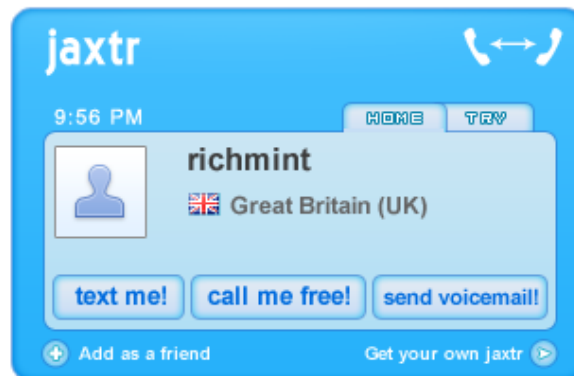 jaxtr
9:56 PM HOME TRY
richmint
Great Britain (UK)
text me! call me free! send voicemail!
Add as a friend Get your own jaxtr